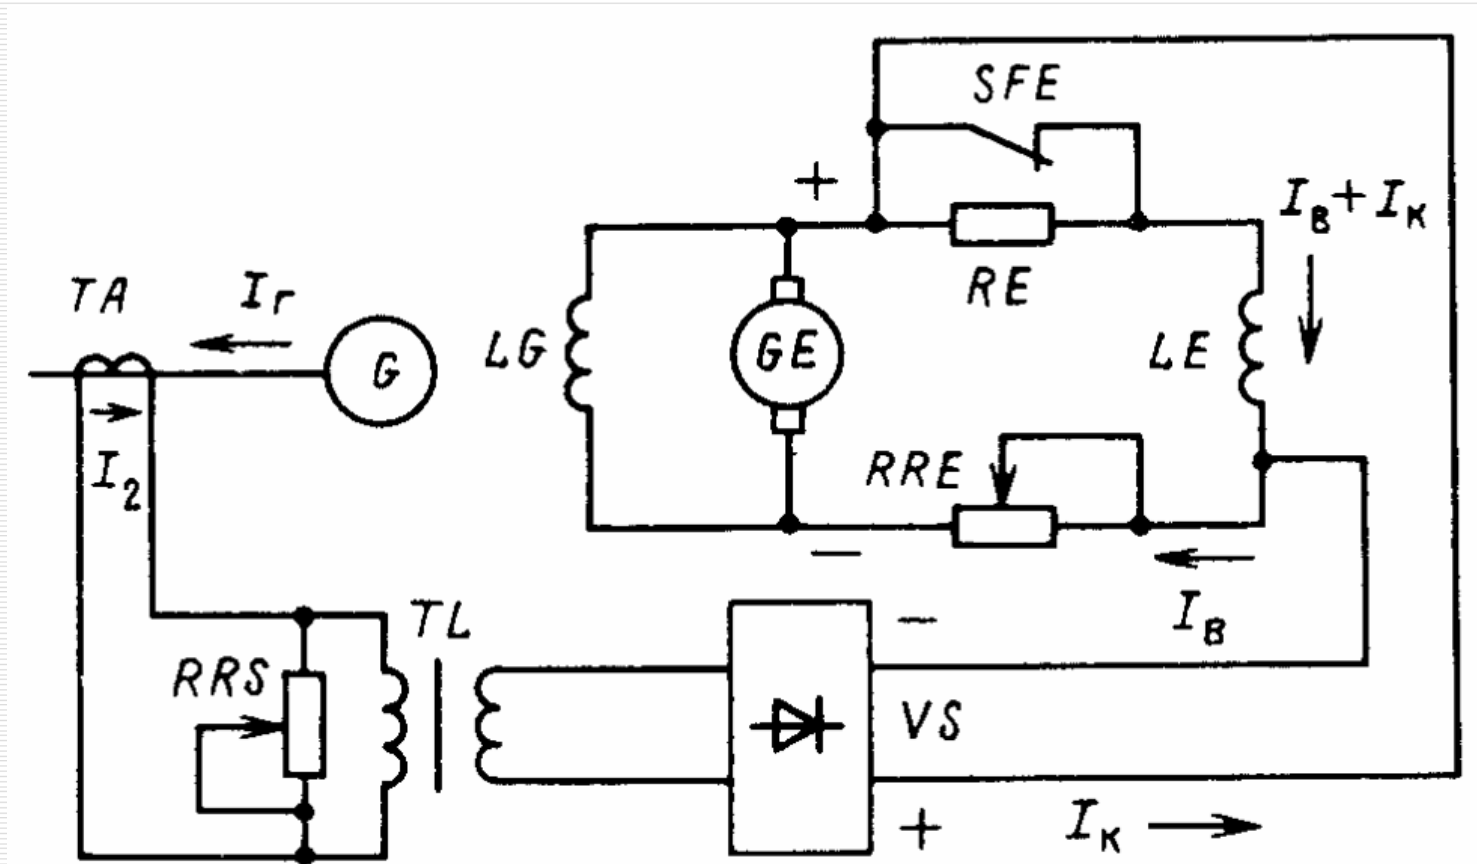 SFE
+
I_в + I_к
RE
TA
I_г
G
LG
GE
LE
I_2
RRE
−
I_в
TL
−
RRS
VS
+
I_к